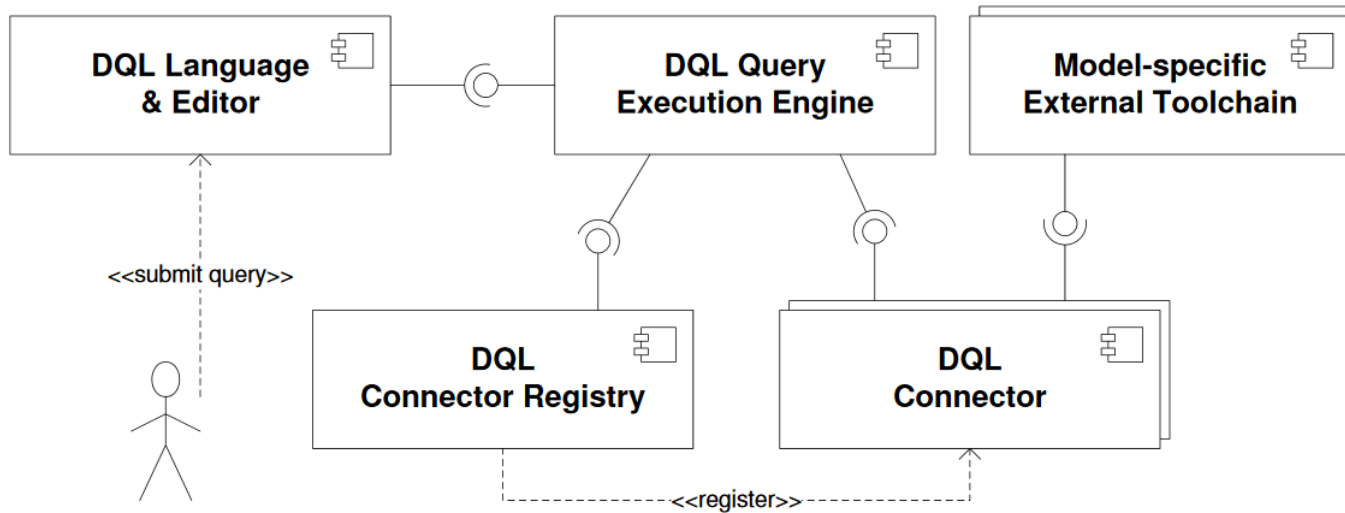 DQL Language
& Editor
DQL Query
Execution Engine
Model-specific
External Toolchain
<<submit query>>
DQL
Connector Registry
DQL
Connector
<<register>>